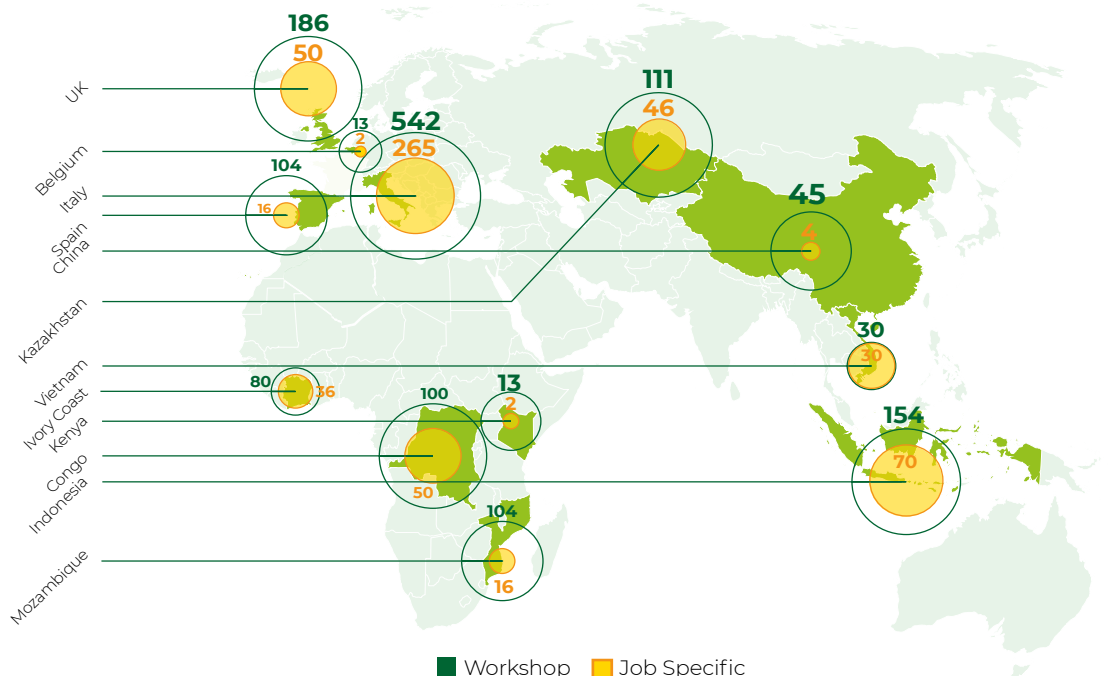 186
50
UK
13
2
Belgium
542
265
Italy
104
16
Spain
45
4
China
111
46
Kazakhstan
30
30
Vietnam
80
36
Ivory Coast
13
2
Kenya
100
50
Congo
154
70
Indonesia
104
16
Mozambique
Workshop
Job Specific